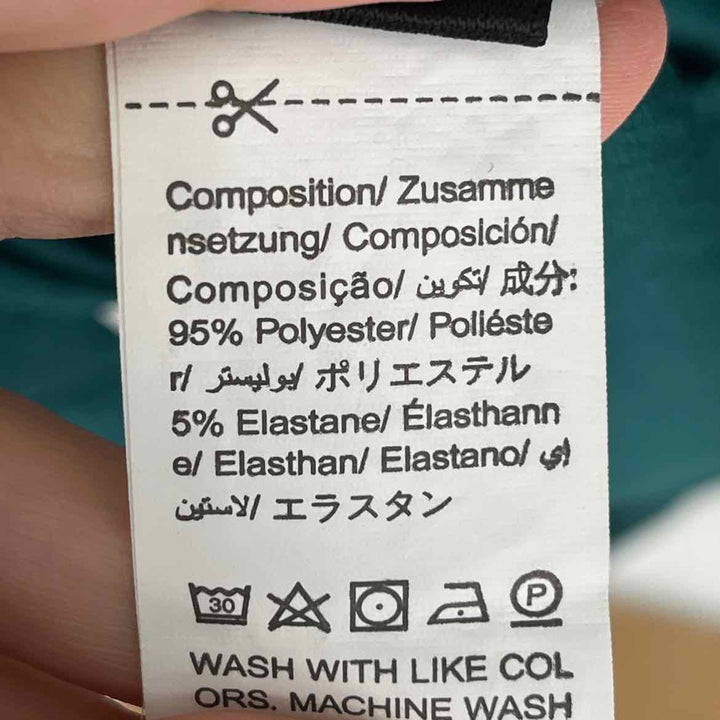 Composition/ Zusamme
nsetzung/ Composición/
Composição/ تكوين/ 成分:
95% Polyester/ Poliéste
r/ بوليستر/ ポリエステル
5% Elastane/ Élasthann
e/ Elasthan/ Elastano/ اي
لاستين/ エラスタン
30 P
WASH WITH LIKE COL
ORS. MACHINE WASH